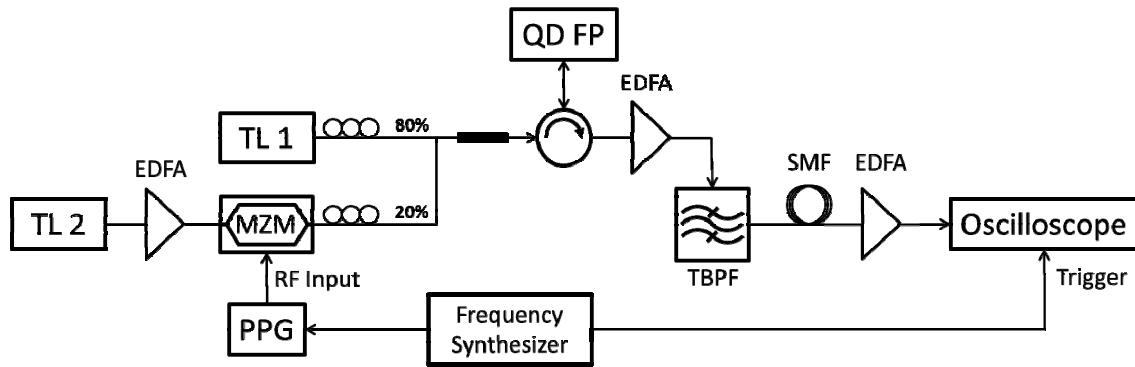 QD FP
EDFA
TL 1
80%
SMF
EDFA
EDFA
TL 2
MZM
20%
Oscilloscope
TBPF
RF Input
Trigger
PPG
Frequency
Synthesizer